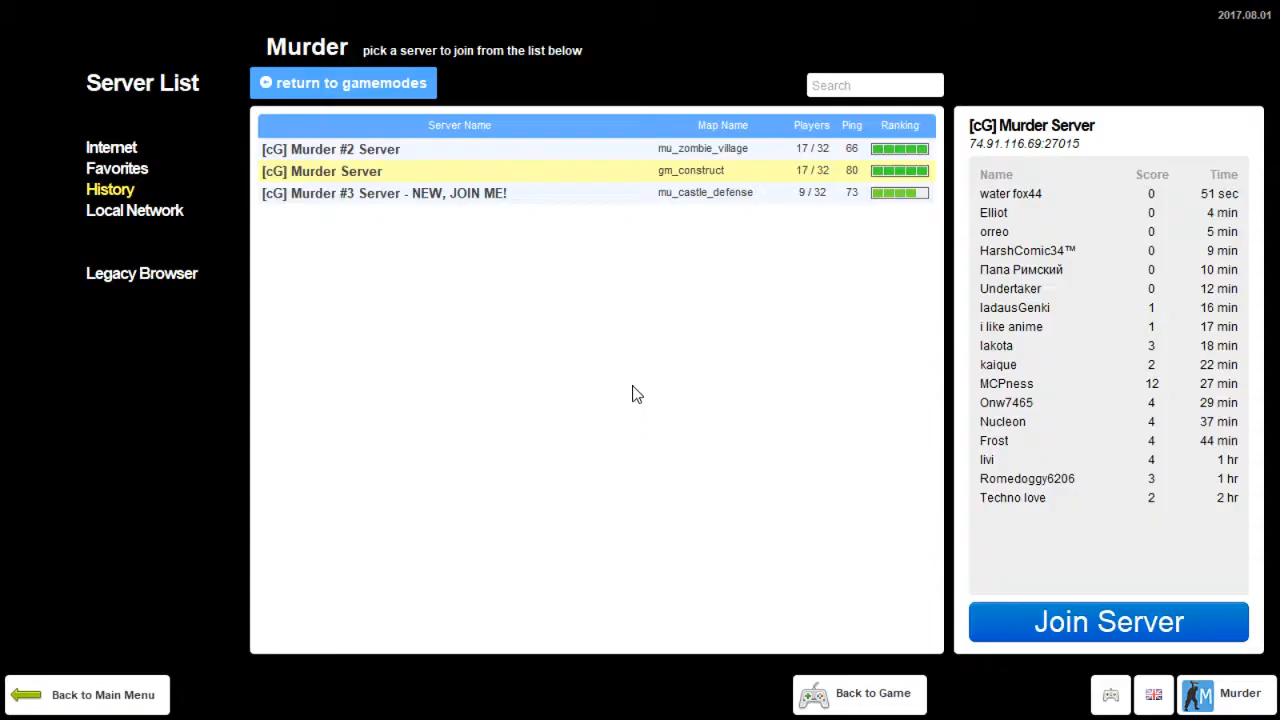 2017.08.01
Murder pick a server to join from the list below
Server List
return to gamemodes
Search
Internet
Favorites
History
Local Network
Legacy Browser
Server Name Map Name Players Ping Ranking
[cG] Murder #2 Server mu_zombie_village 17 / 32 66
[cG] Murder Server gm_construct 17 / 32 80
[cG] Murder #3 Server - NEW, JOIN ME! mu_castle_defense 9 / 32 73
[cG] Murder Server
74.91.116.69:27015
Name Score Time
water fox44 0 51 sec
Elliot 0 4 min
orreo 0 5 min
HarshComic34™ 0 9 min
Папа Римский 0 10 min
Undertaker 0 12 min
IadausGenki 1 16 min
i like anime 1 17 min
lakota 3 18 min
kaique 2 22 min
MCPness 12 27 min
Onw7465 4 29 min
Nucleon 4 37 min
Frost 4 44 min
livi 4 1 hr
Romedoggy6206 3 1 hr
Techno love 2 2 hr
Join Server
Back to Main Menu
Back to Game
M
Murder